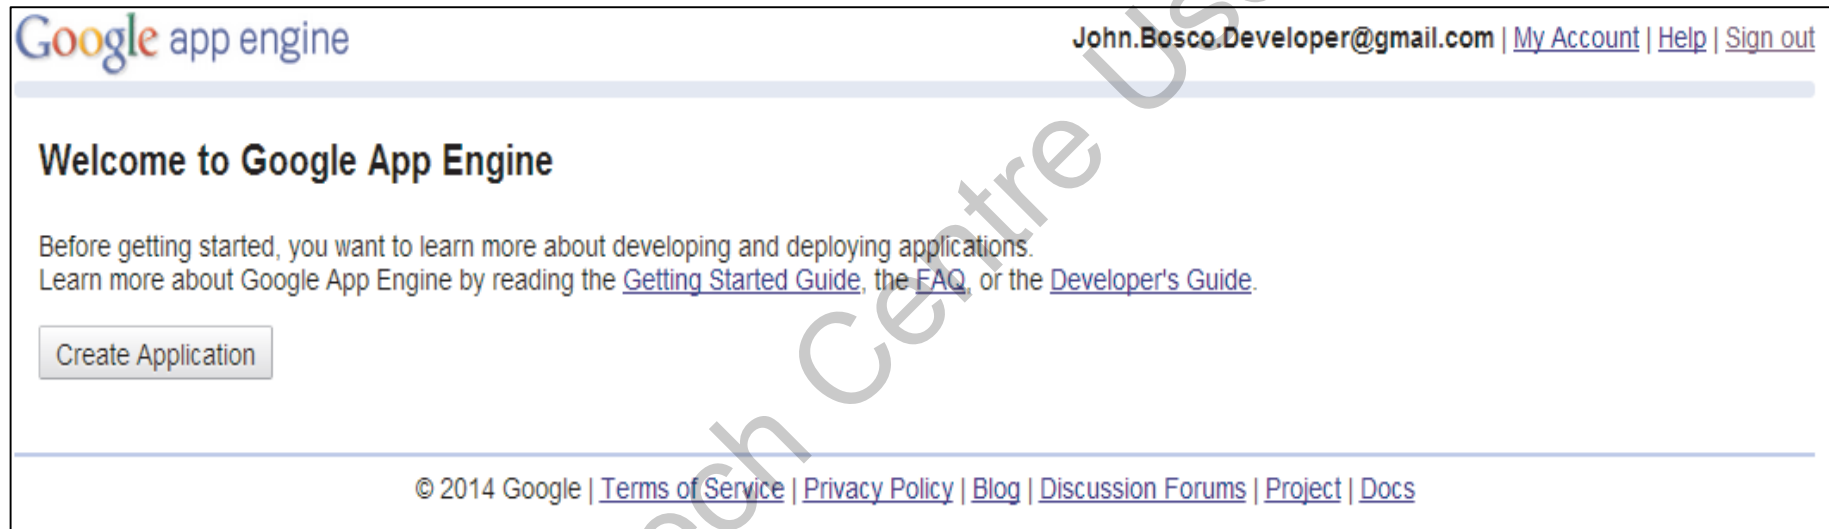 Google app engine
John.Bosco.Developer@gmail.com | My Account | Help | Sign out
Welcome to Google App Engine
Before getting started, you want to learn more about developing and deploying applications.
Learn more about Google App Engine by reading the Getting Started Guide, the FAQ, or the Developer's Guide.
Create Application
© 2014 Google | Terms of Service | Privacy Policy | Blog | Discussion Forums | Project | Docs
Centre